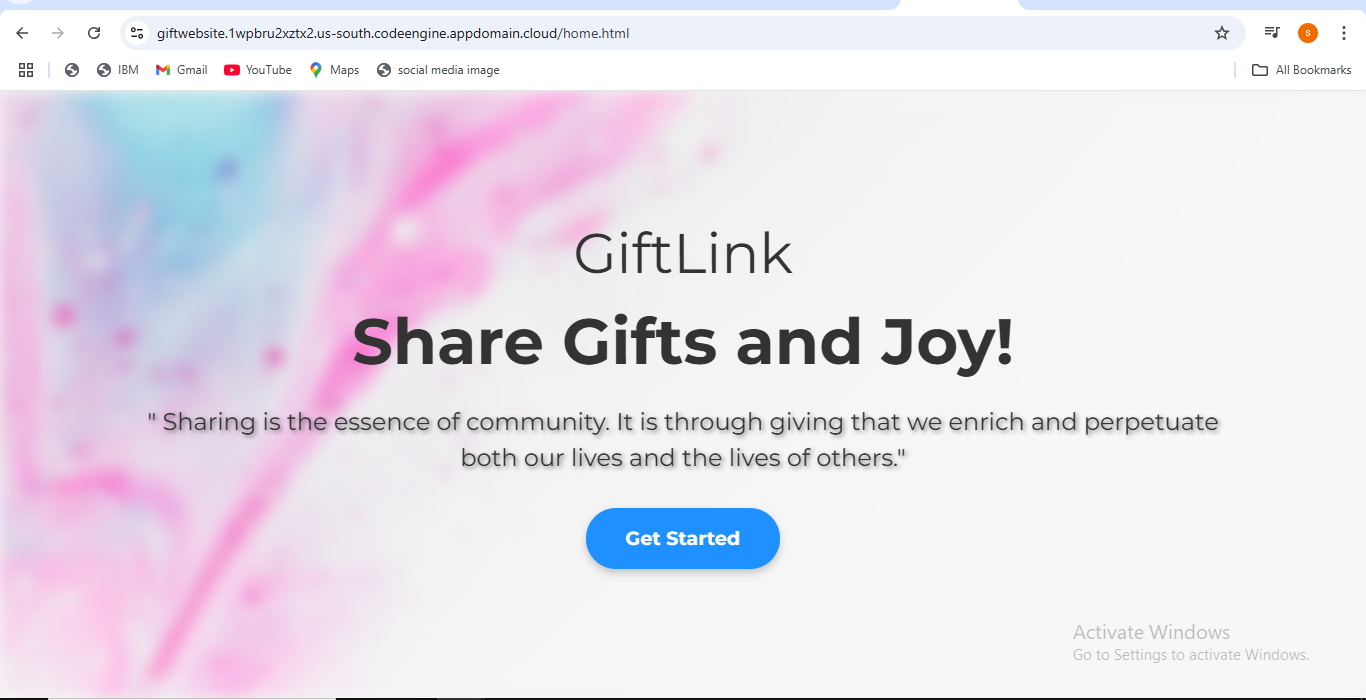 giftwebsite.1wpbru2xztx2.us-south.codeengine.appdomain.cloud/home.html
s
IBM Gmail YouTube Maps social media image All Bookmarks
GiftLink
Share Gifts and Joy!
" Sharing is the essence of community. It is through giving that we enrich and perpetuate
both our lives and the lives of others."
Get Started
Activate Windows
Go to Settings to activate Windows.